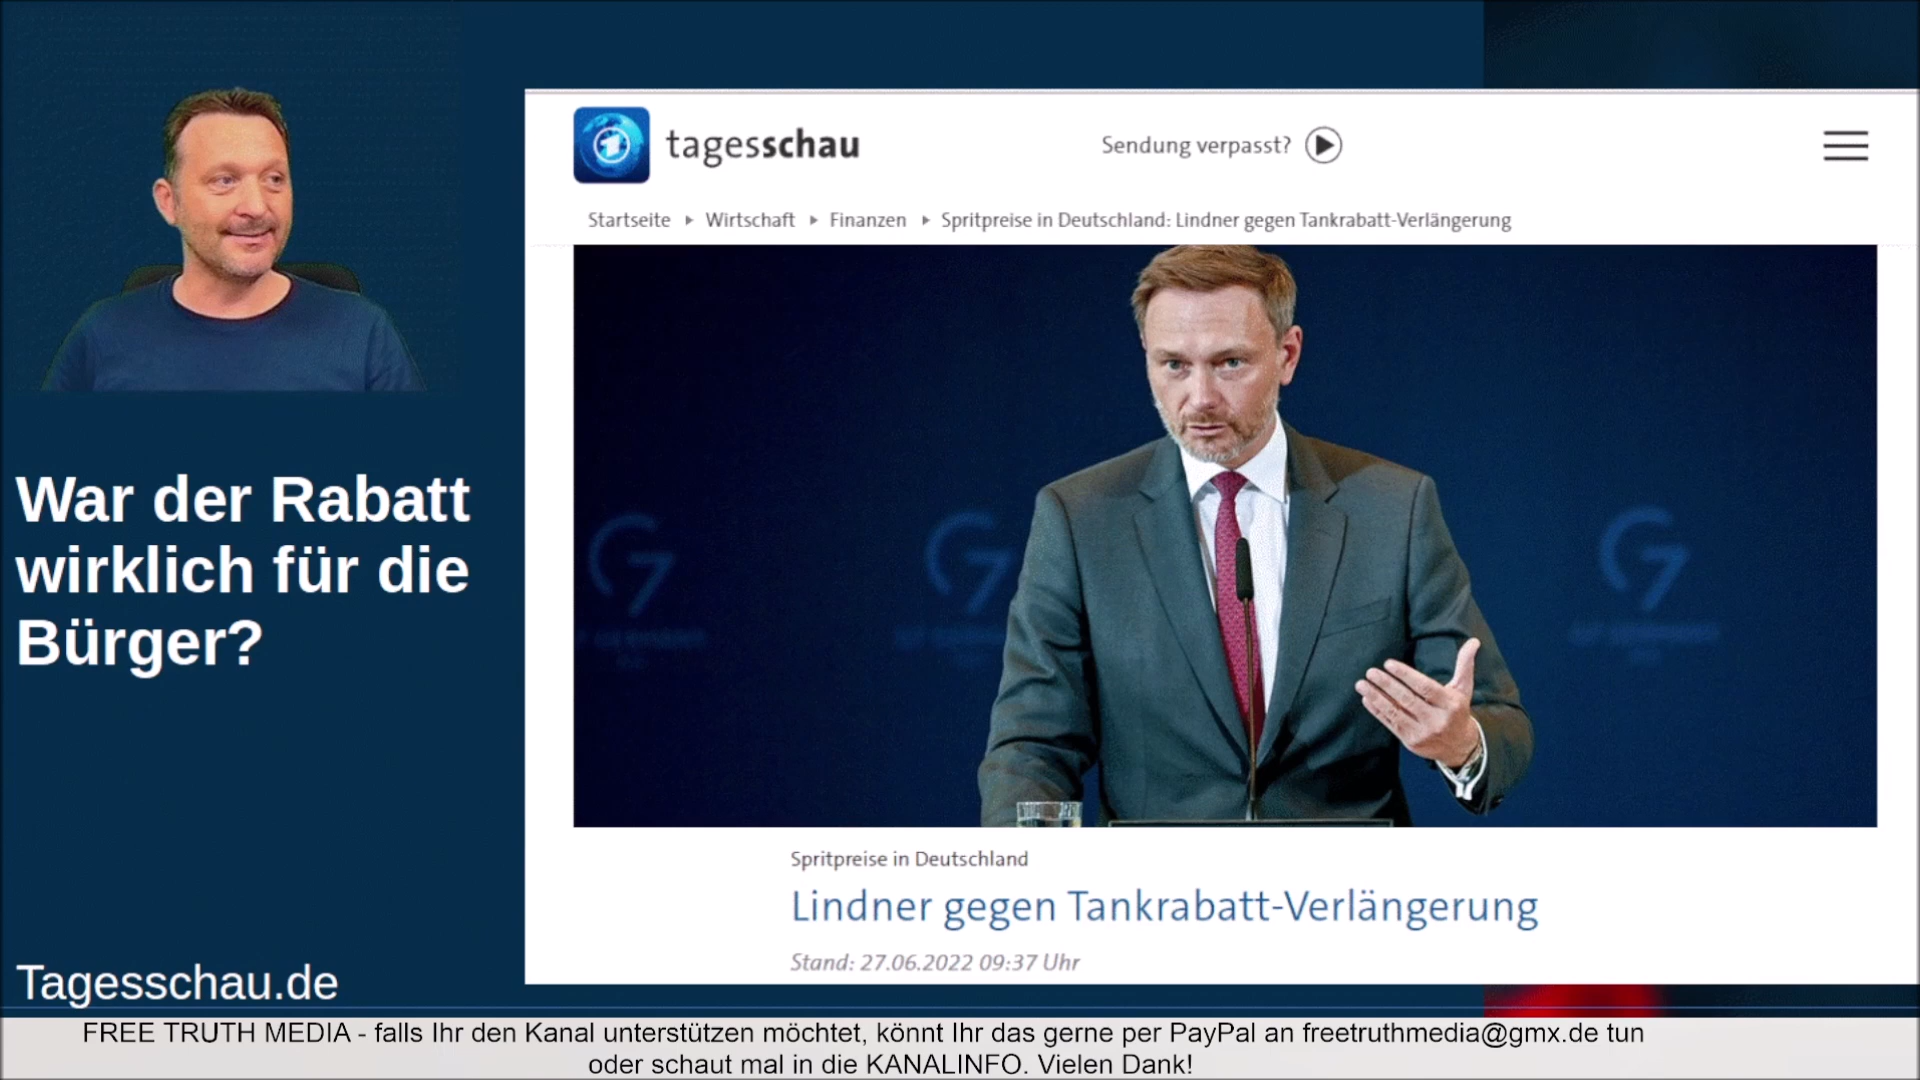 tagesschau
Sendung verpasst?
Startseite
Wirtschaft
Finanzen
Spritpreise in Deutschland: Lindner gegen Tankrabatt-Verlängerung
War der Rabatt
wirklich für die
Bürger?
Spritpreise in Deutschland
Lindner gegen Tankrabatt-Verlängerung
Stand: 27.06.2022 09:37 Uhr
Tagesschau.de
FREE TRUTH MEDIA - falls Ihr den Kanal unterstützen möchtet, könnt Ihr das gerne per PayPal an freetruthmedia@gmx.de tun
oder schaut mal in die KANALINFO. Vielen Dank!